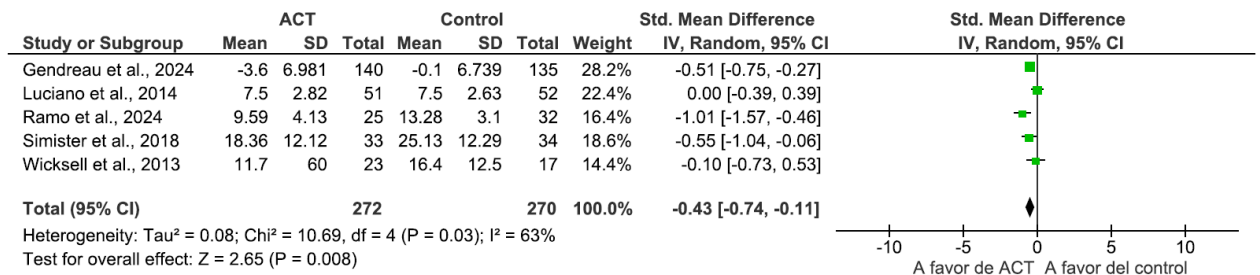 ACT Control Std. Mean Difference Std. Mean Difference
Study or Subgroup Mean SD Total Mean SD Total Weight IV, Random, 95% CI IV, Random, 95% CI
Gendreau et al., 2024 -3.6 6.981 140 -0.1 6.739 135 28.2% -0.51 [-0.75, -0.27]
Luciano et al., 2014 7.5 2.82 51 7.5 2.63 52 22.4% 0.00 [-0.39, 0.39]
Ramo et al., 2024 9.59 4.13 25 13.28 3.1 32 16.4% -1.01 [-1.57, -0.46]
Simister et al., 2018 18.36 12.12 33 25.13 12.29 34 18.6% -0.55 [-1.04, -0.06]
Wicksell et al., 2013 11.7 60 23 16.4 12.5 17 14.4% -0.10 [-0.73, 0.53]
Total (95% CI) 272 270 100.0% -0.43 [-0.74, -0.11]
Heterogeneity: Tau² = 0.08; Chi² = 10.69, df = 4 (P = 0.03); I² = 63%
Test for overall effect: Z = 2.65 (P = 0.008)
-10 -5 0 5 10
A favor de ACT A favor del control